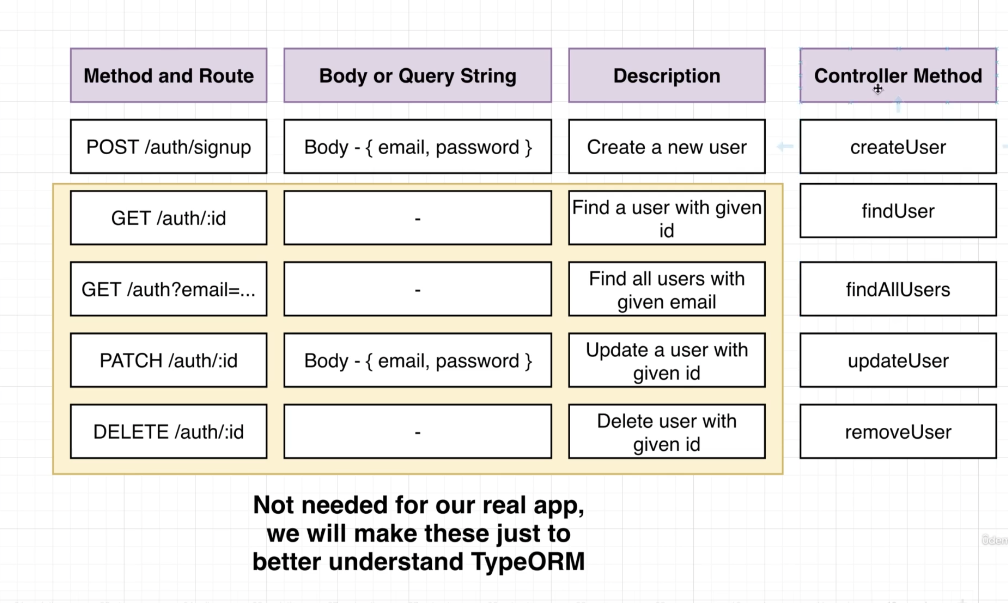 Method and Route
Body or Query String
Description
Controller Method
POST /auth/signup
Body - { email, password }
Create a new user
createUser
GET /auth/:id
-
Find a user with given
id
findUser
GET /auth?email=...
-
Find all users with
given email
findAllUsers
PATCH /auth/:id
Body - { email, password }
Update a user with
given id
updateUser
DELETE /auth/:id
-
Delete user with
given id
removeUser
Not needed for our real app,
we will make these just to
better understand TypeORM